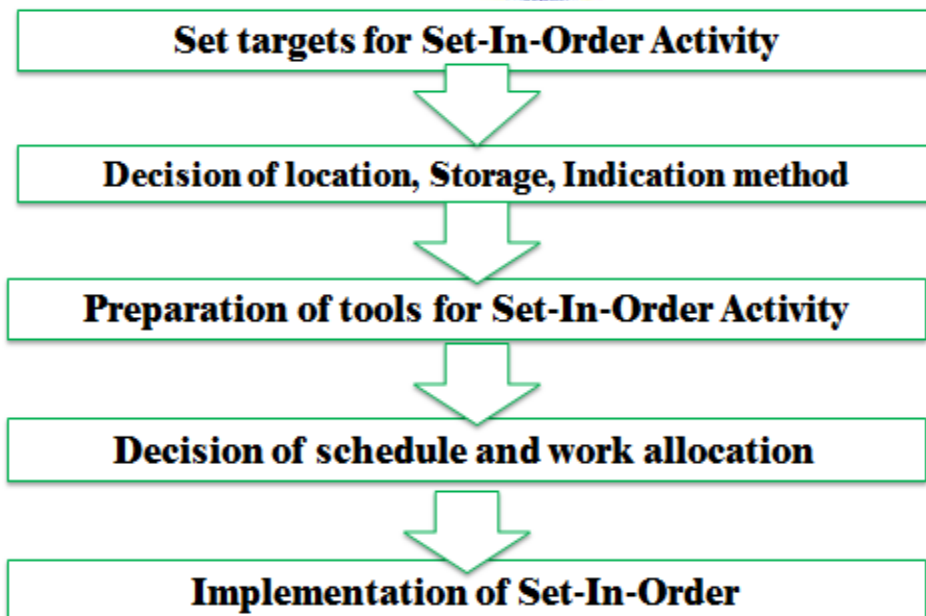 Set targets for Set-In-Order Activity
Decision of location, Storage, Indication method
Preparation of tools for Set-In-Order Activity
Decision of schedule and work allocation
Implementation of Set-In-Order